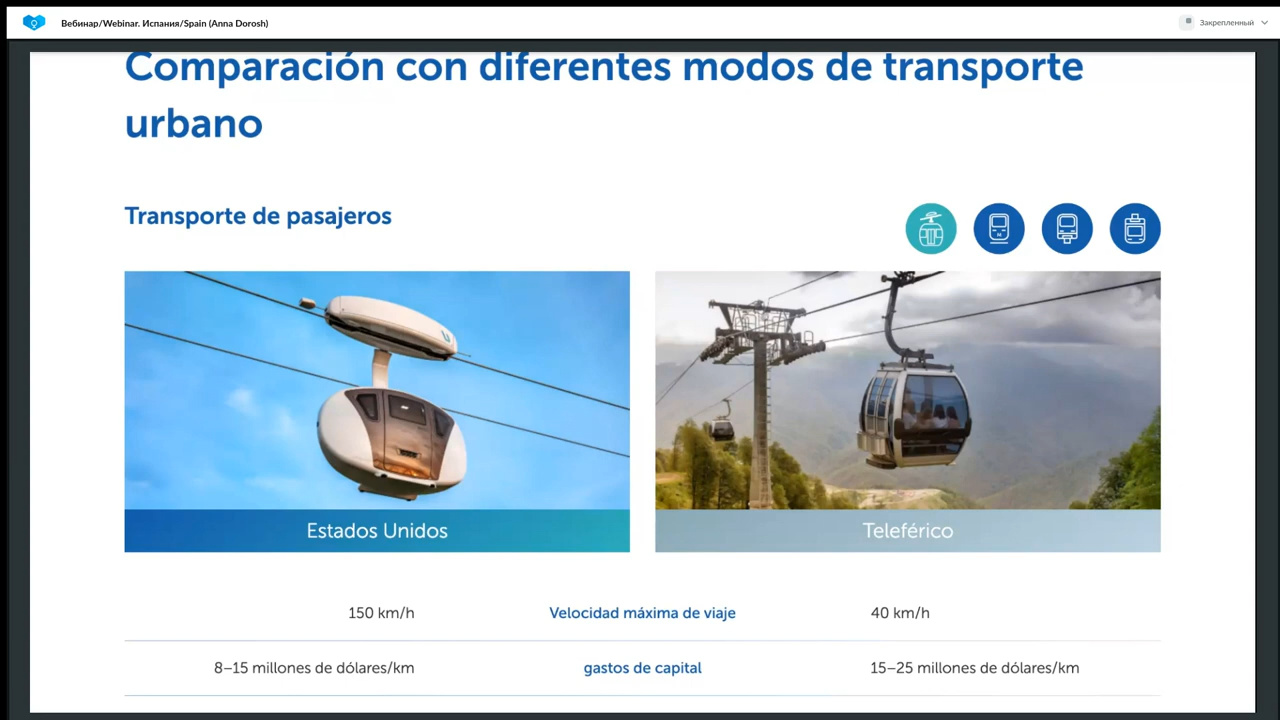 Вебинар/Webinar. Испания/Spain (Anna Dorosh)
Закрепленный
Comparación con diferentes modos de transporte
urbano
Transporte de pasajeros
Estados Unidos
Teleférico
150 km/h
Velocidad máxima de viaje
40 km/h
8–15 millones de dólares/km
gastos de capital
15–25 millones de dólares/km